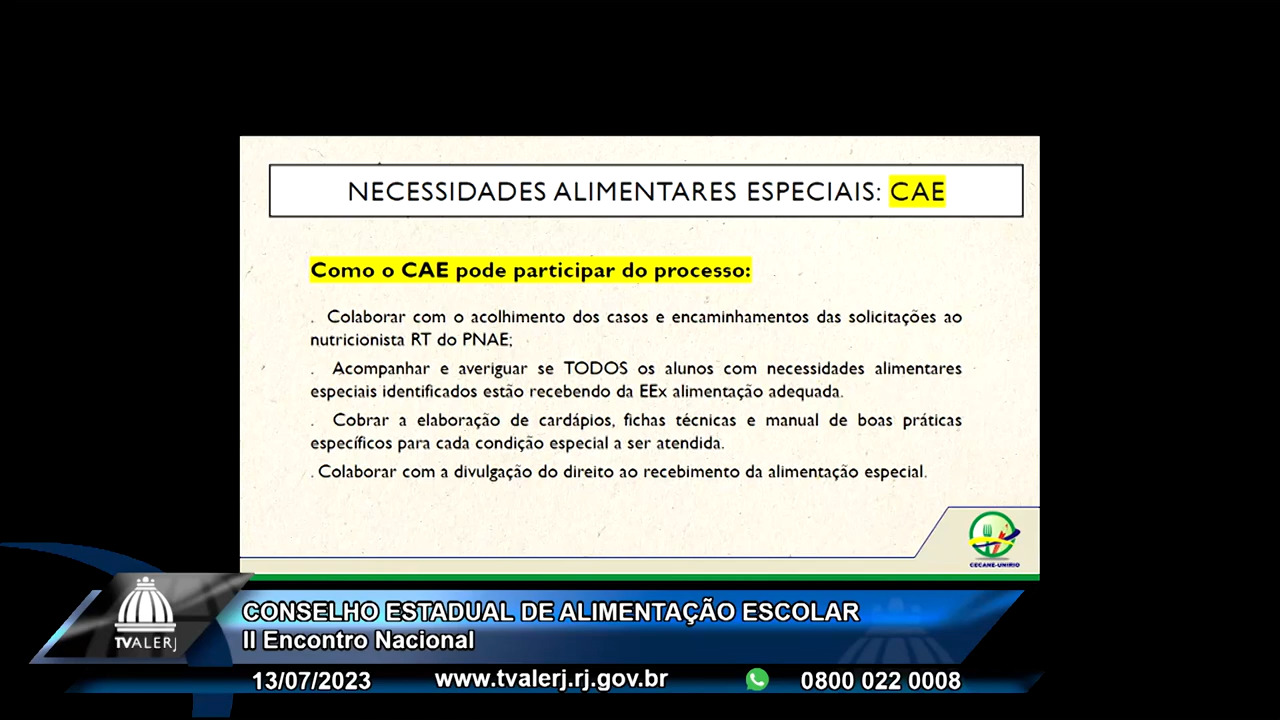 NECESSIDADES ALIMENTARES ESPECIAIS: CAE
Como o CAE pode participar do processo:
. Colaborar com o acolhimento dos casos e encaminhamentos das solicitações ao
nutricionista RT do PNAE;
. Acompanhar e averiguar se TODOS os alunos com necessidades alimentares
especiais identificados estão recebendo da EEx alimentação adequada.
. Cobrar a elaboração de cardápios, fichas técnicas e manual de boas práticas
específicos para cada condição especial a ser atendida.
. Colaborar com a divulgação do direito ao recebimento da alimentação especial.
CECANE-UNIRIO
CONSELHO ESTADUAL DE ALIMENTAÇÃO ESCOLAR
II Encontro Nacional
TVALERJ
13/07/2023 www.tvalerj.rj.gov.br 0800 022 0008